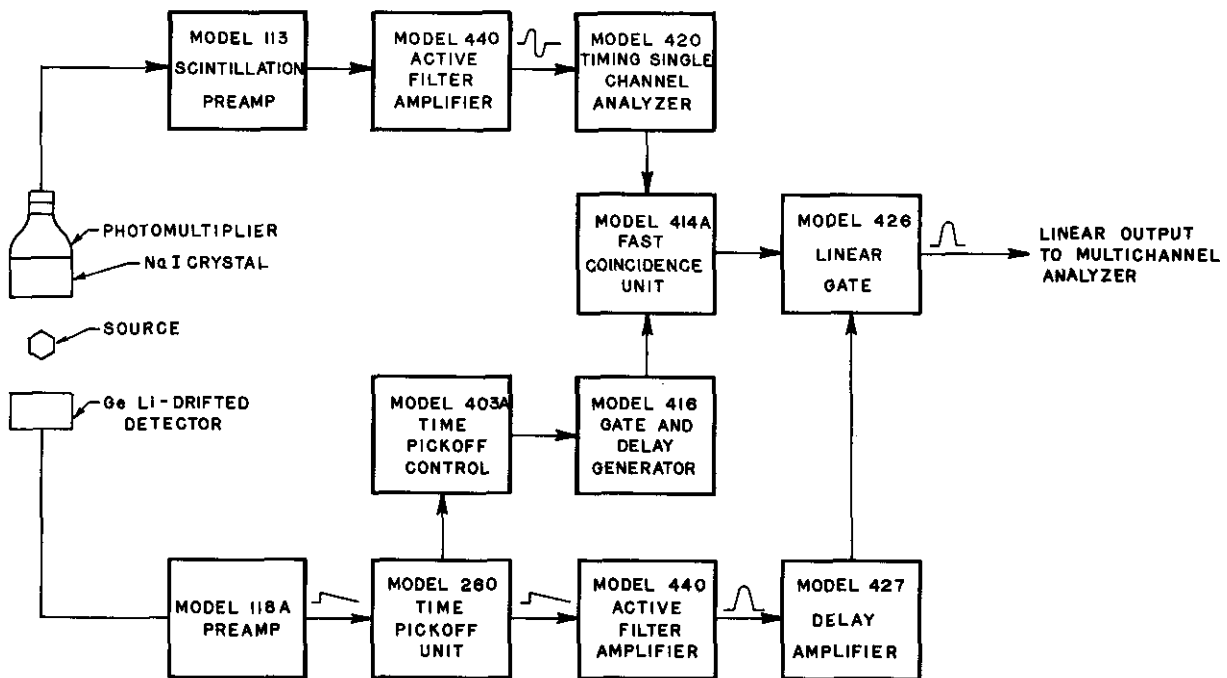 MODEL 113
SCINTILLATION
PREAMP
MODEL 440
ACTIVE
FILTER
AMPLIFIER
MODEL 420
TIMING SINGLE
CHANNEL
ANALYZER
PHOTOMULTIPLIER
NaI CRYSTAL
SOURCE
Ge Li-DRIFTED
DETECTOR
MODEL 414A
FAST
COINCIDENCE
UNIT
MODEL 426
LINEAR
GATE
LINEAR OUTPUT
TO MULTICHANNEL
ANALYZER
MODEL 403A
TIME
PICKOFF
CONTROL
MODEL 416
GATE AND
DELAY
GENERATOR
MODEL 118A
PREAMP
MODEL 260
TIME
PICKOFF
UNIT
MODEL 440
ACTIVE
FILTER
AMPLIFIER
MODEL 427
DELAY
AMPLIFIER